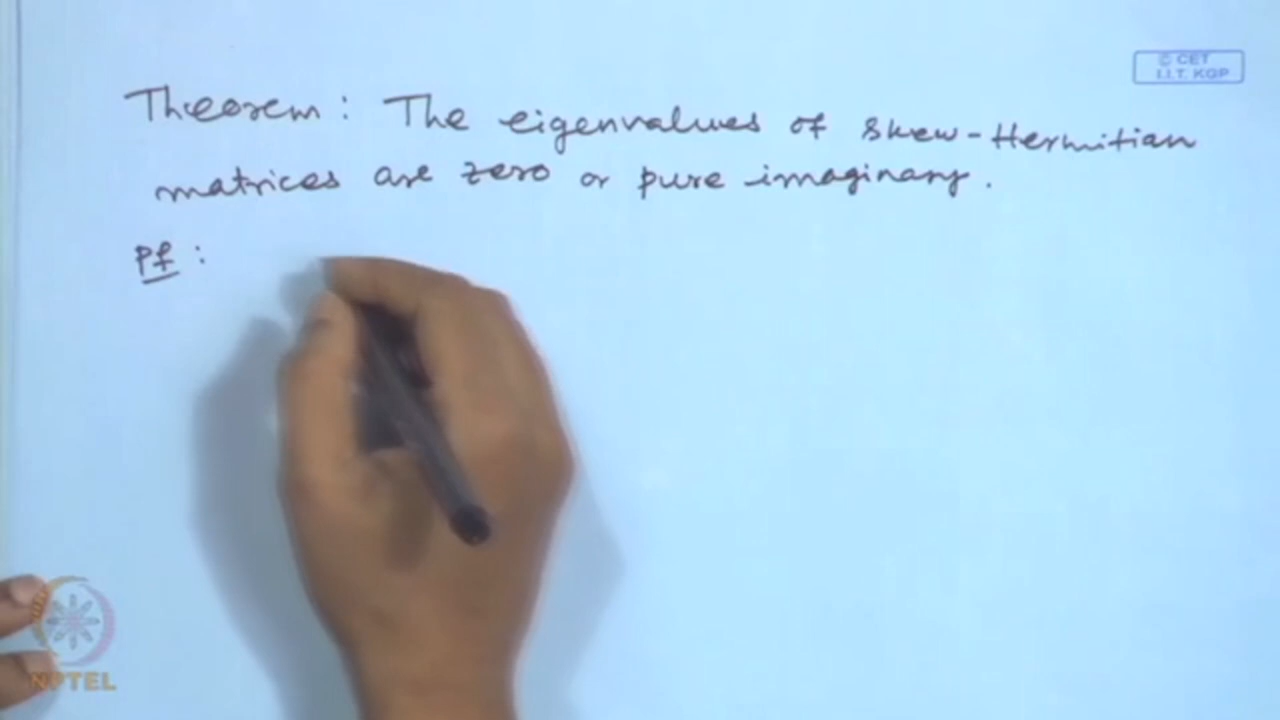 Theorem: The eigenvalues of skew-Hermitian
matrices are zero or pure imaginary.
Pf:
© CET
I.I.T. KGP
NPTEL